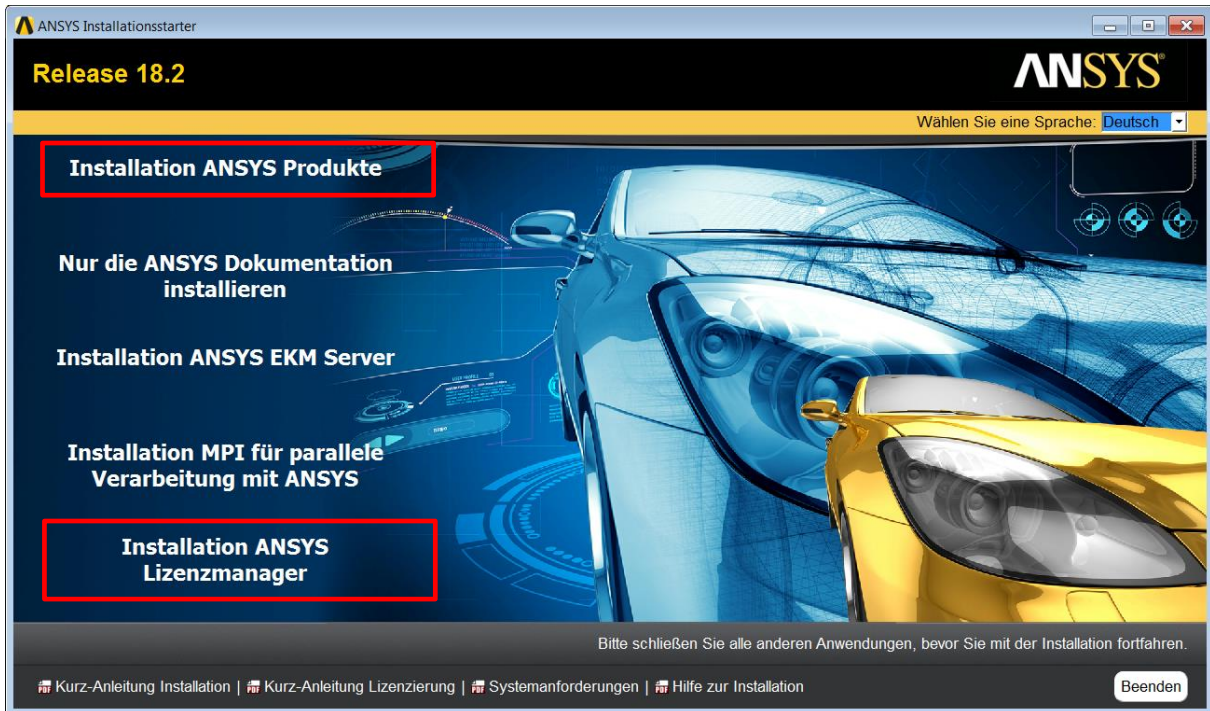 ANSYS Installationsstarter
Release 18.2
ANSYS®
Wählen Sie eine Sprache: Deutsch
Installation ANSYS Produkte
Nur die ANSYS Dokumentation
installieren
Installation ANSYS EKM Server
Installation MPI für parallele
Verarbeitung mit ANSYS
Installation ANSYS
Lizenzmanager
Bitte schließen Sie alle anderen Anwendungen, bevor Sie mit der Installation fortfahren.
Kurz-Anleitung Installation | Kurz-Anleitung Lizenzierung | Systemanforderungen | Hilfe zur Installation
Beenden